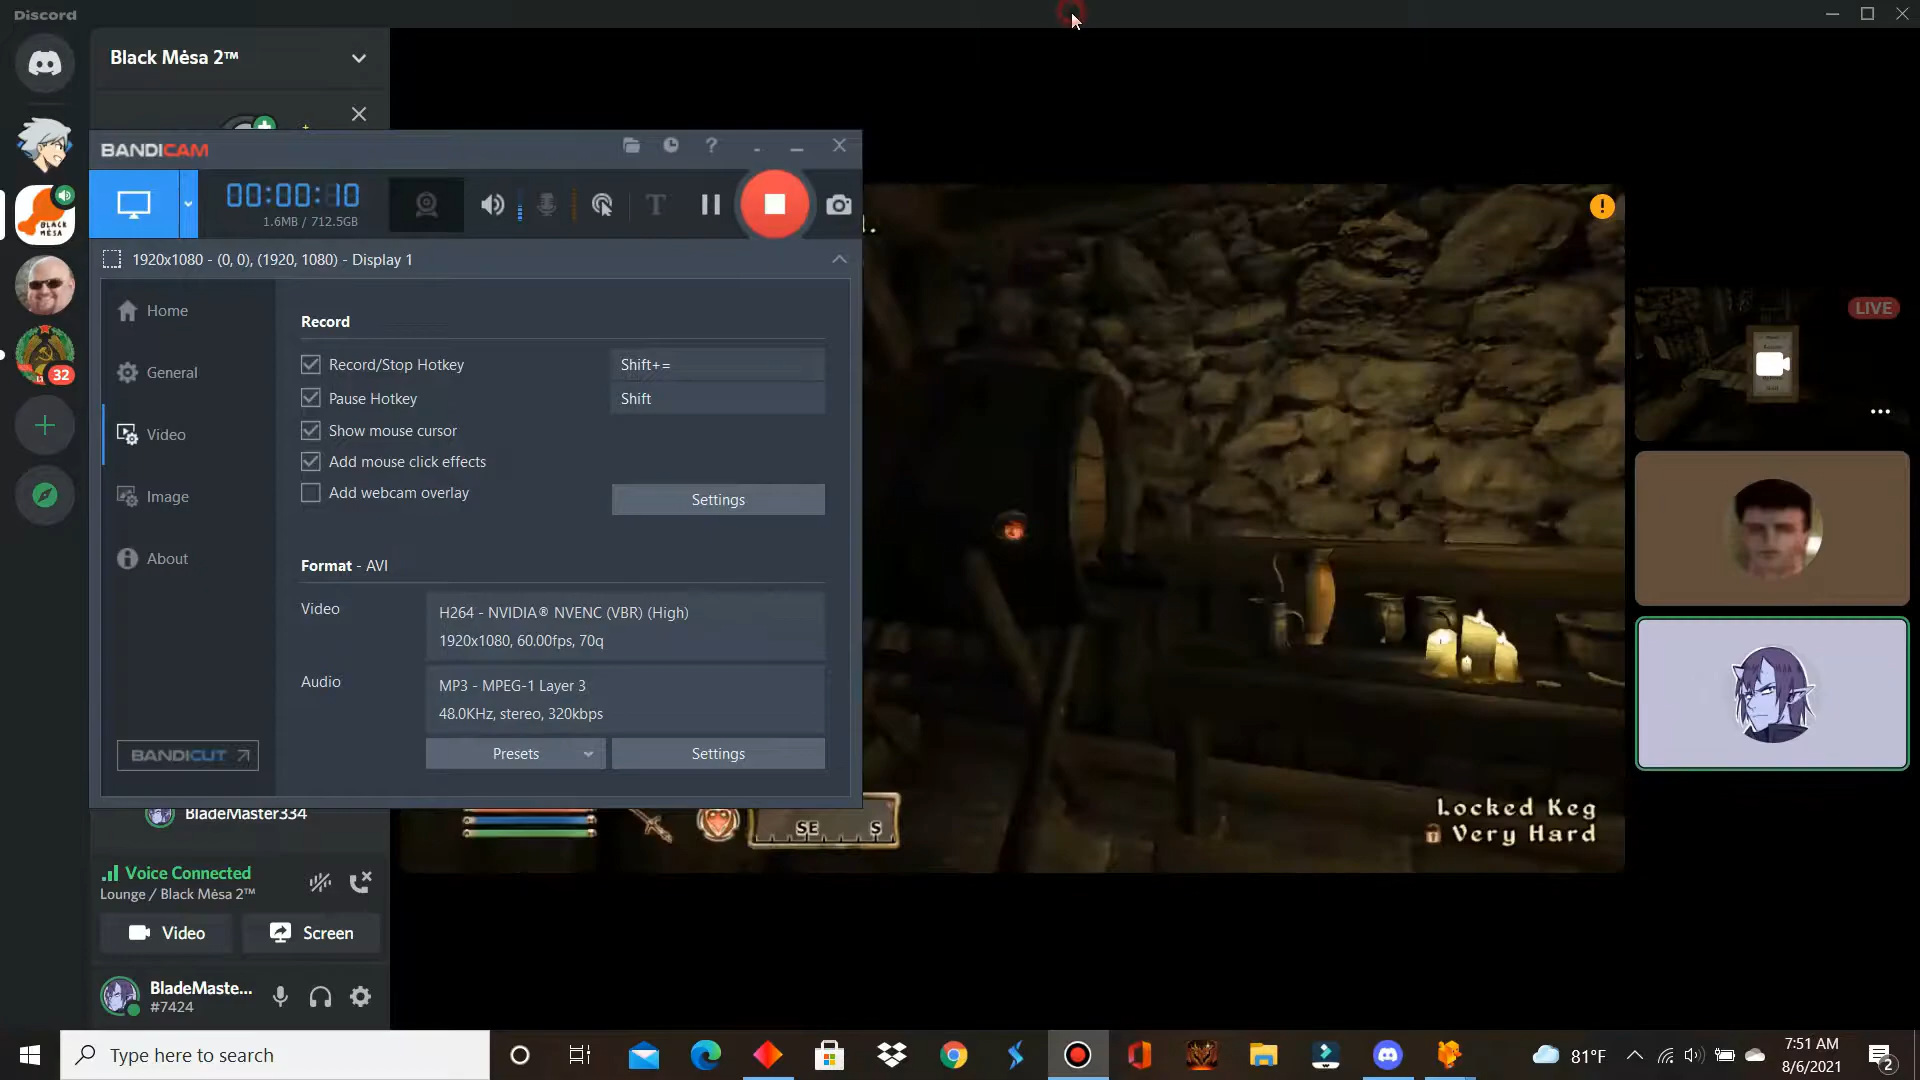 Discord
Black Mėsa 2™
BLACK
MĖSA
32
BANDICAM
00:00:10
1.6MB / 712.5GB
T
1920x1080 - (0, 0), (1920, 1080) - Display 1
Home
General
Video
Image
About
BANDICUT
Record
Record/Stop Hotkey
Shift+=
Pause Hotkey
Shift
Show mouse cursor
Add mouse click effects
Add webcam overlay
Settings
Format - AVI
Video
H264 - NVIDIA® NVENC (VBR) (High)
1920x1080, 60.00fps, 70q
Audio
MP3 - MPEG-1 Layer 3
48.0KHz, stereo, 320kbps
Presets
Settings
LIVE
SE
S
Locked Keg
Very Hard
BladeMaster334
Voice Connected
Lounge / Black Mėsa 2™
Video
Screen
BladeMaste...
#7424
Type here to search
81°F
7:51 AM
8/6/2021
2